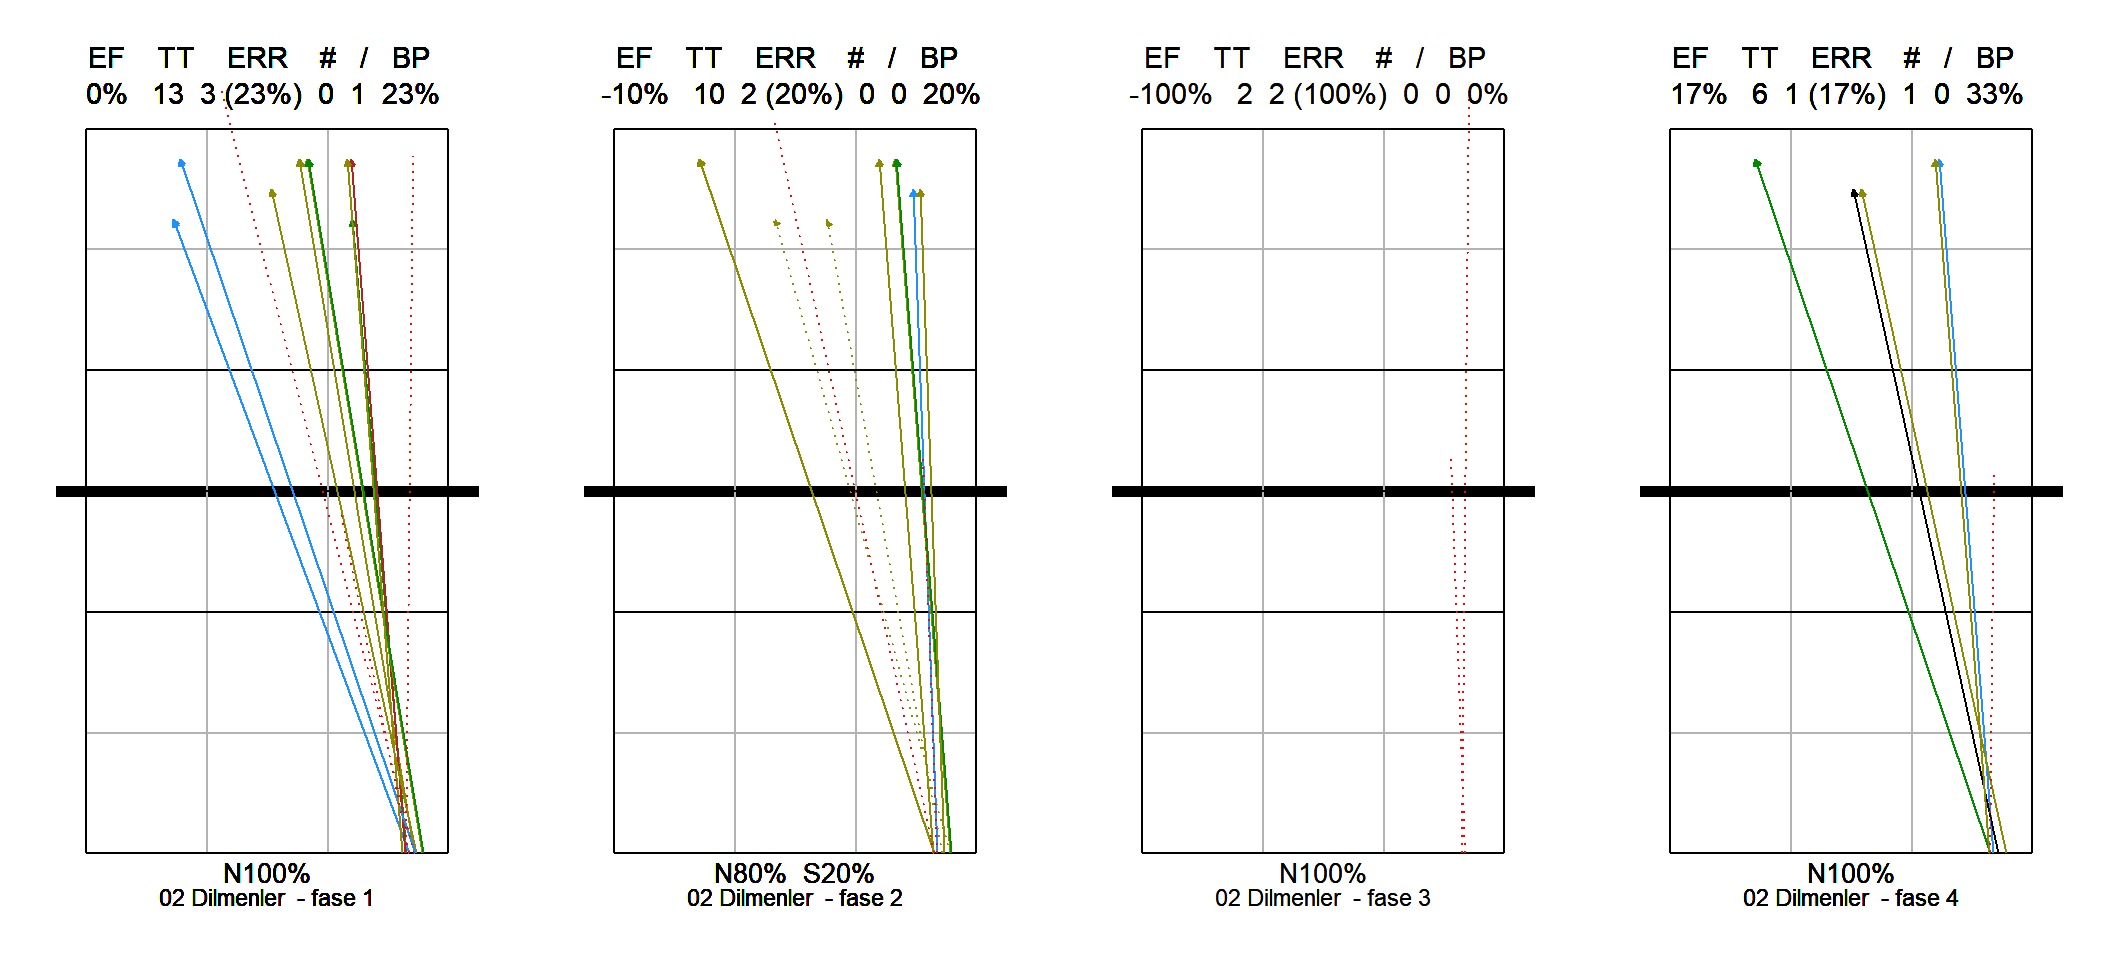 EF TT ERR # / BP
0% 13 3 (23%) 0 1 23%
N100%
02 Dilmenler - fase 1
EF TT ERR # / BP
-10% 10 2 (20%) 0 0 20%
N80% S20%
02 Dilmenler - fase 2
EF TT ERR # / BP
-100% 2 2 (100%) 0 0 0%
N100%
02 Dilmenler - fase 3
EF TT ERR # / BP
17% 6 1 (17%) 1 0 33%
N100%
02 Dilmenler - fase 4